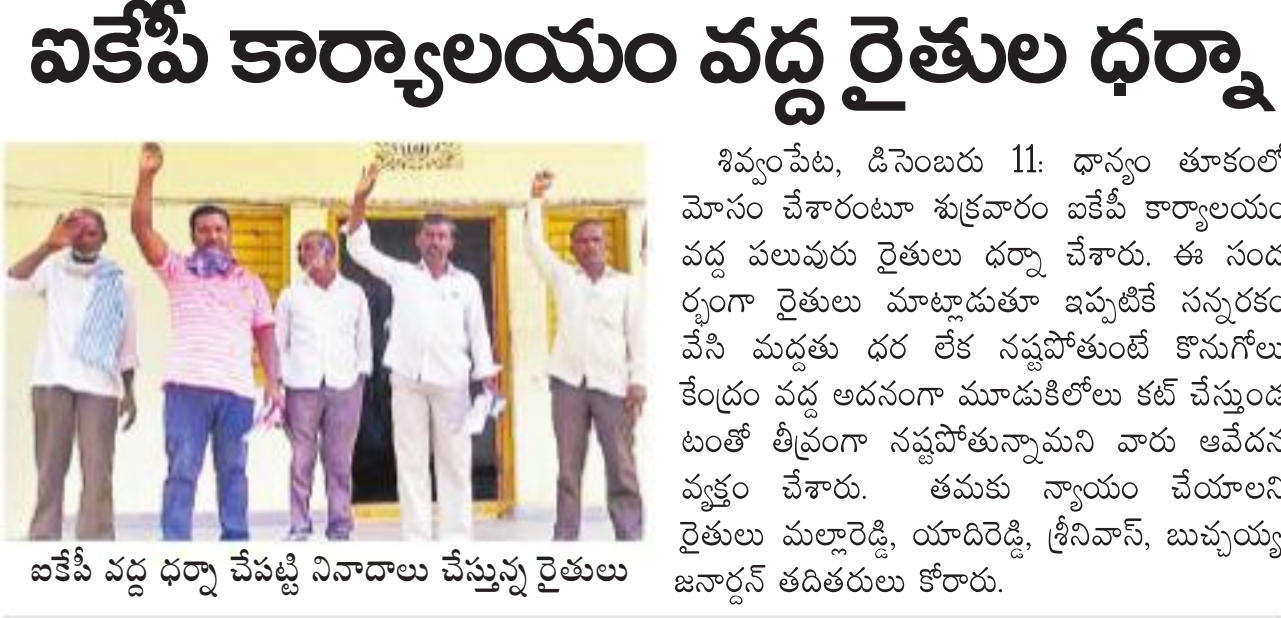 ఐకేపీ కార్యాలయం వద్ద రైతుల ధర్నా
శివ్వంపేట, డిసెంబరు 11: ధాన్యం తూకంలో
మోసం చేశారంటూ శుక్రవారం ఐకేపీ కార్యాలయం
వద్ద పలువురు రైతులు ధర్నా చేశారు. ఈ సంద
ర్భంగా రైతులు మాట్లాడుతూ ఇప్పటికే సన్నరకం
వేసి మద్దతు ధర లేక నష్టపోతుంటే కొనుగోలు
కేంద్రం వద్ద అదనంగా మూడుకిలోలు కట్ చేస్తుండ
టంతో తీవ్రంగా నష్టపోతున్నామని వారు ఆవేదన
వ్యక్తం చేశారు. తమకు న్యాయం చేయాలని
రైతులు మల్లారెడ్డి, యాదిరెడ్డి, శ్రీనివాస్, బుచ్చయ్య
జనార్దన్ తదితరులు కోరారు.
ఐకేపీ వద్ద ధర్నా చేపట్టి నినాదాలు చేస్తున్న రైతులు